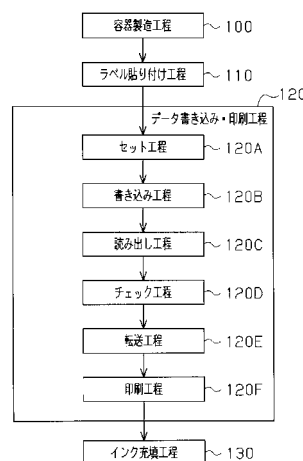 容器製造工程 100
ラベル貼り付け工程 110
120
データ書き込み・印刷工程
セット工程 120A
書き込み工程 120B
読み出し工程 120C
チェック工程 120D
転送工程 120E
印刷工程 120F
インク充填工程 130